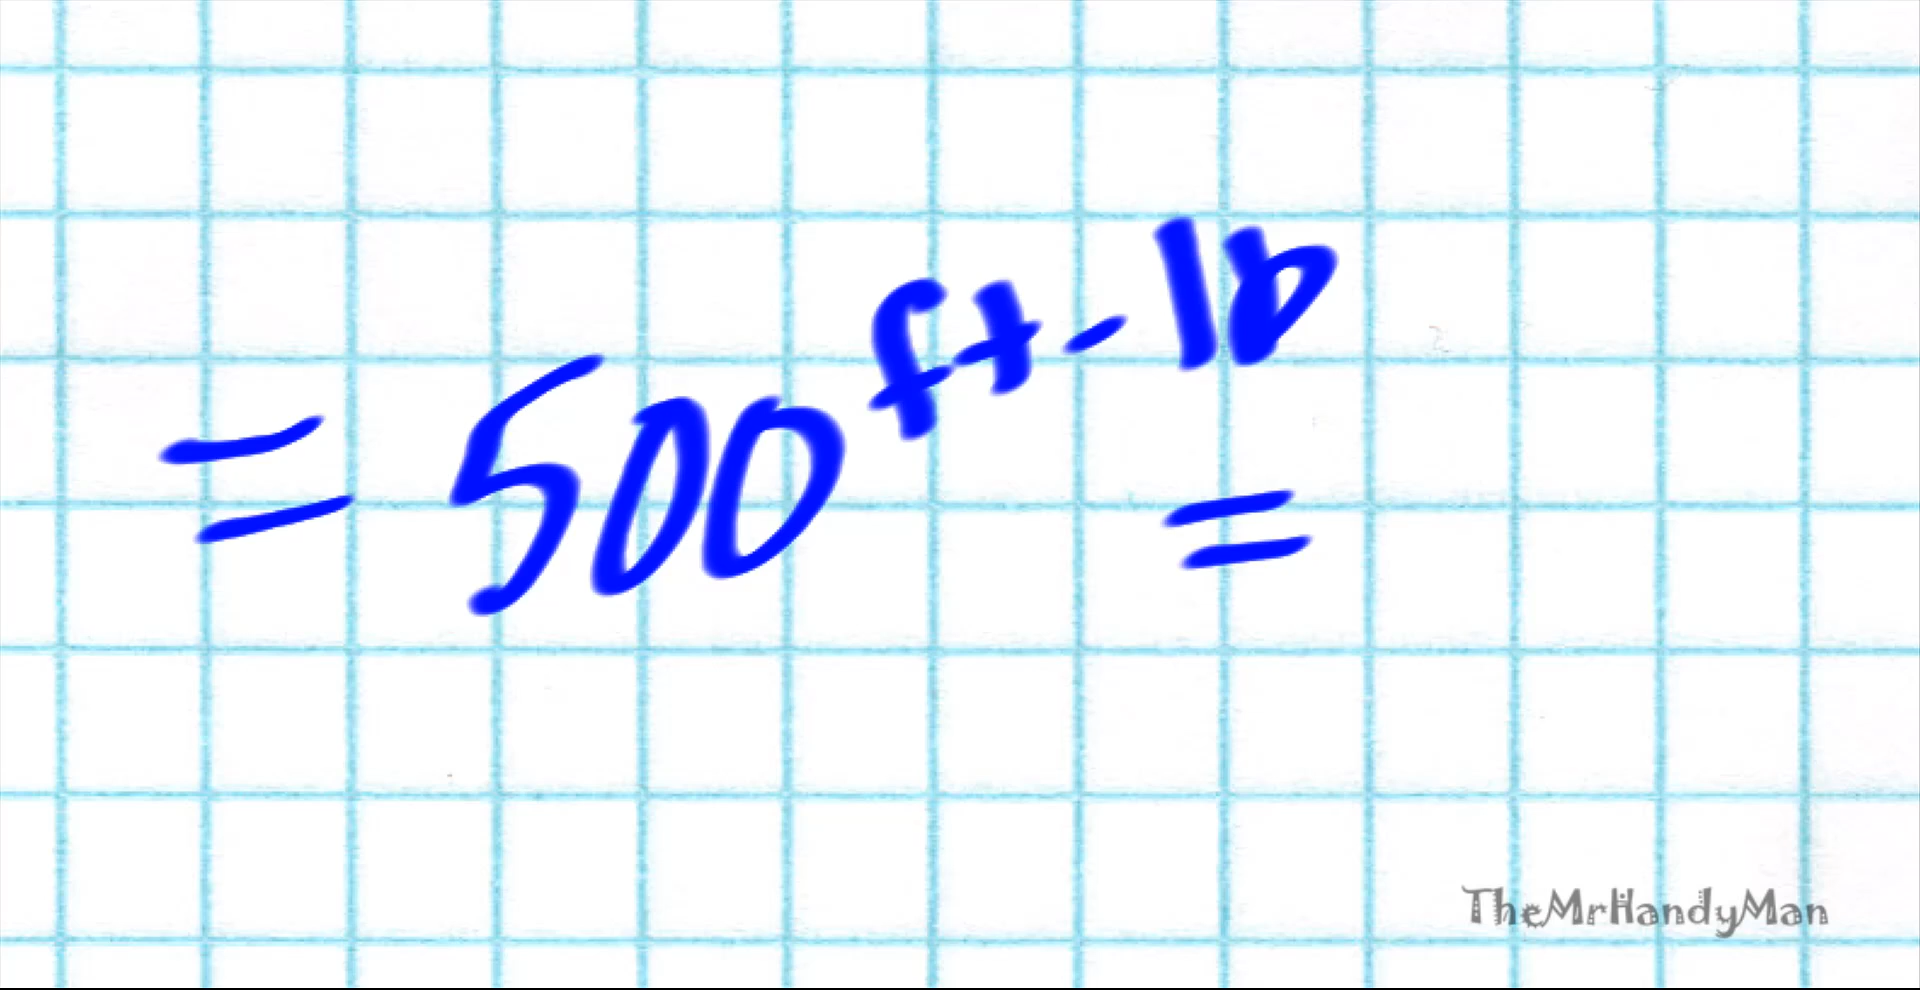 = 500 ft-lb
=
TheMrHandyMan